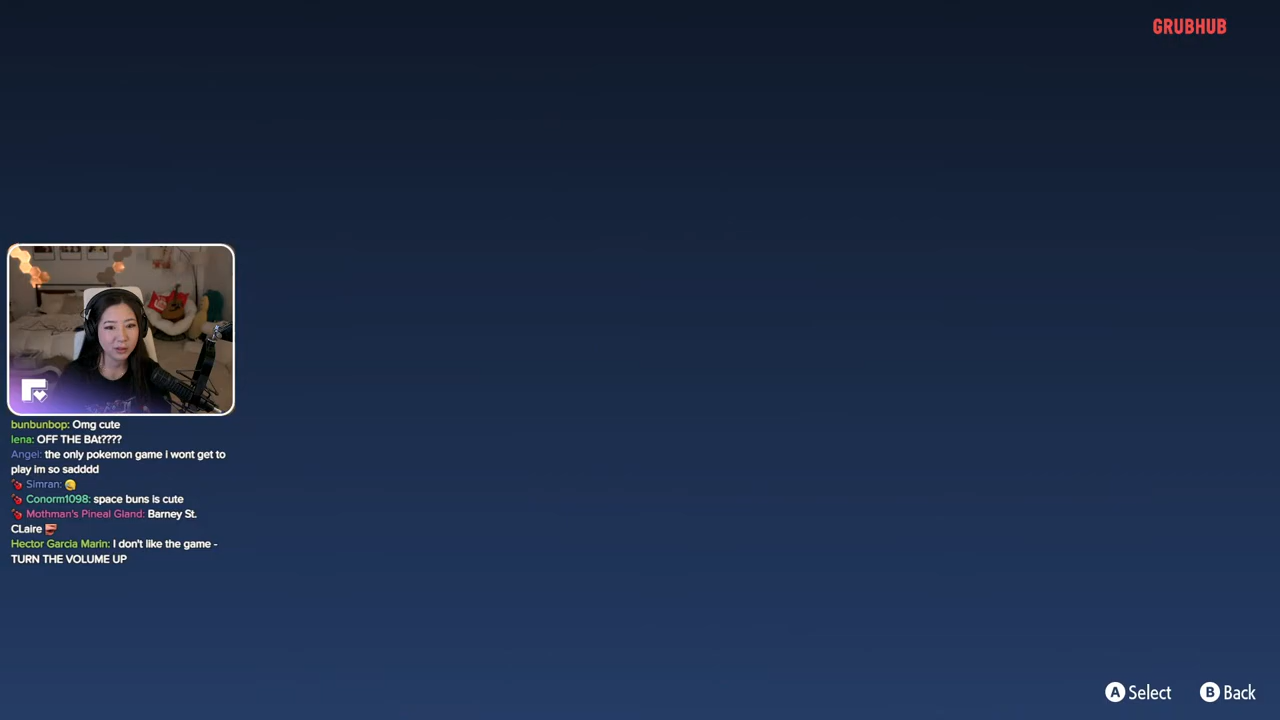 GRUBHUB
bunbunbop: Omg cute
lena: OFF THE BAt????
Angel: the only pokemon game i wont get to
play im so sadddd
Simran:
Conorm1098: space buns is cute
Mothman's Pineal Gland: Barney St.
CLaire
Hector Garcia Marin: I don't like the game -
TURN THE VOLUME UP
A Select B Back